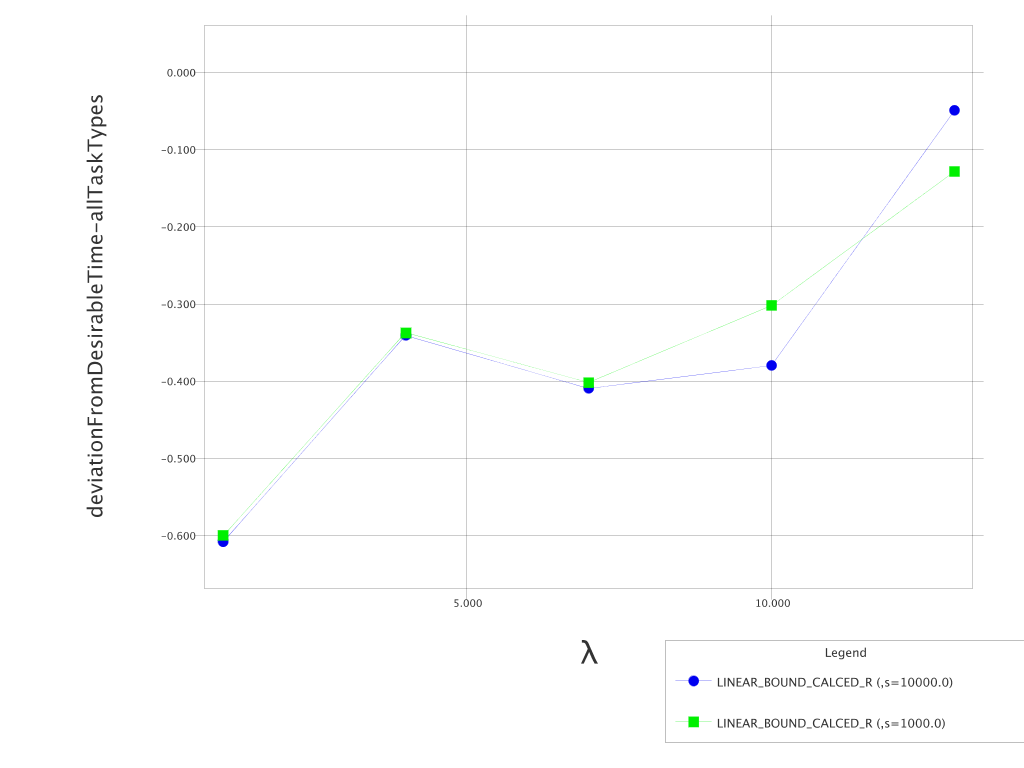 deviationFromDesirableTime-allTaskTypes
0.000
-0.100
-0.200
-0.300
-0.400
-0.500
-0.600
5.000
10.000
λ
Legend
LINEAR_BOUND_CALCED_R (,s=10000.0)
LINEAR_BOUND_CALCED_R (,s=1000.0)